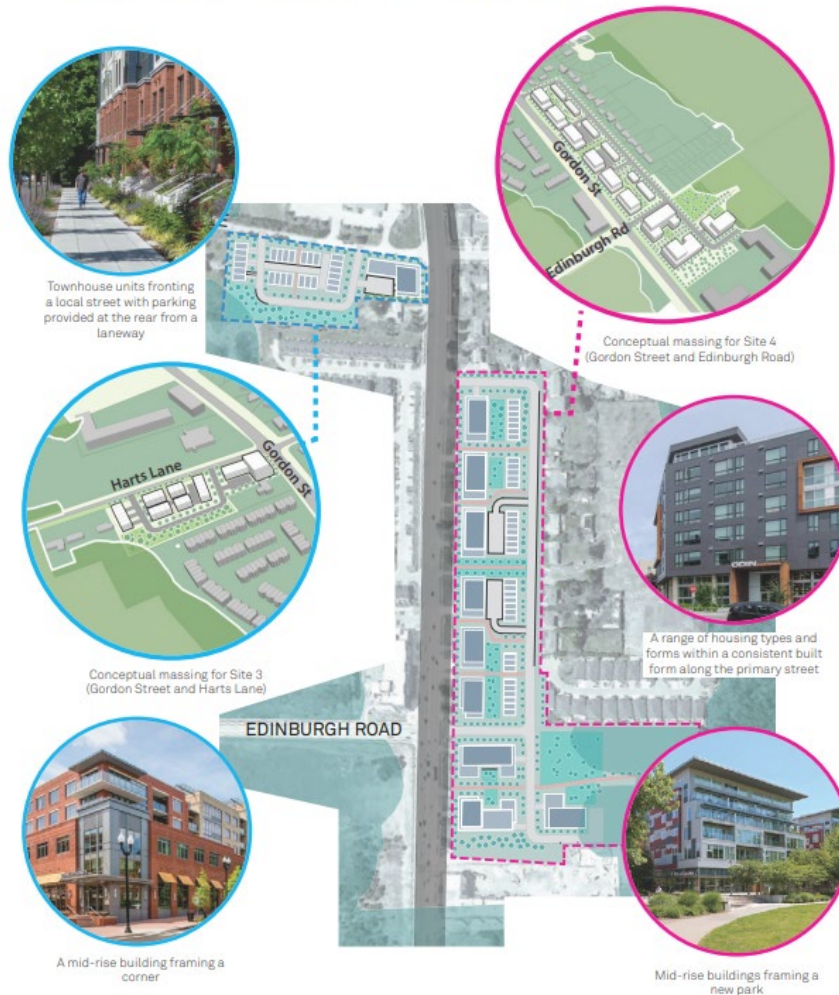 Townhouse units fronting
a local street with parking
provided at the rear from a
laneway
Gordon St
Edinburgh Rd
Conceptual massing for Site 4
(Gordon Street and Edinburgh Road)
Harts Lane
Gordon St
Conceptual massing for Site 3
(Gordon Street and Harts Lane)
ODIN
A range of housing types and
forms within a consistent built
form along the primary street
EDINBURGH ROAD
A mid-rise building framing a
corner
Mid-rise buildings framing a
new park